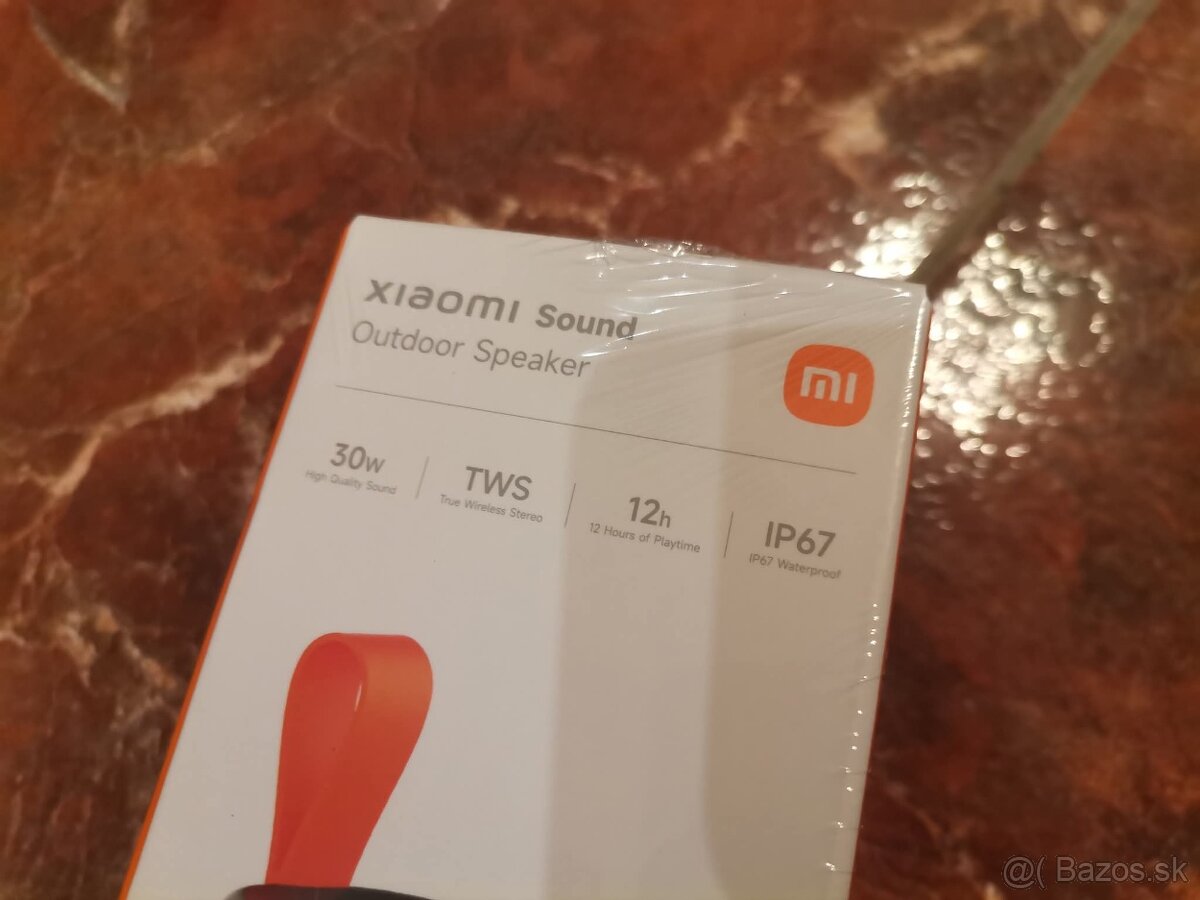 xiaomi Sound
Outdoor Speaker
mi
30w
High Quality Sound
TWS
True Wireless Stereo
12h
12 Hours of Playtime
IP67
IP67 Waterproof
@( Bazos.sk